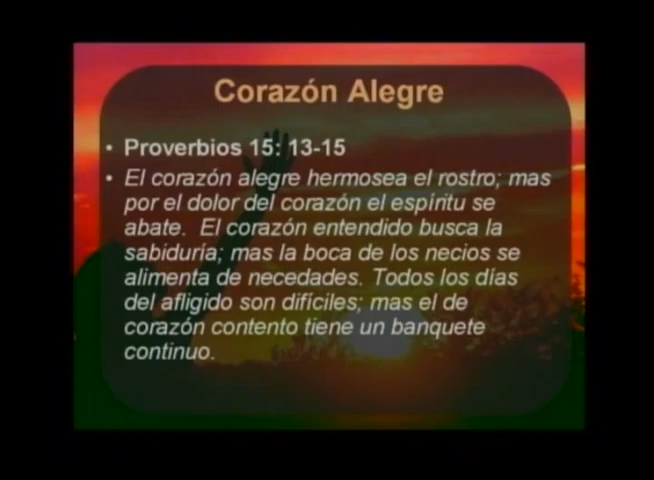 Corazón Alegre
• Proverbios 15: 13-15
• El corazón alegre hermosea el rostro; mas
por el dolor del corazón el espíritu se
abate. El corazón entendido busca la
sabiduría; mas la boca de los necios se
alimenta de necedades. Todos los días
del afligido son difíciles; mas el de
corazón contento tiene un banquete
continuo.